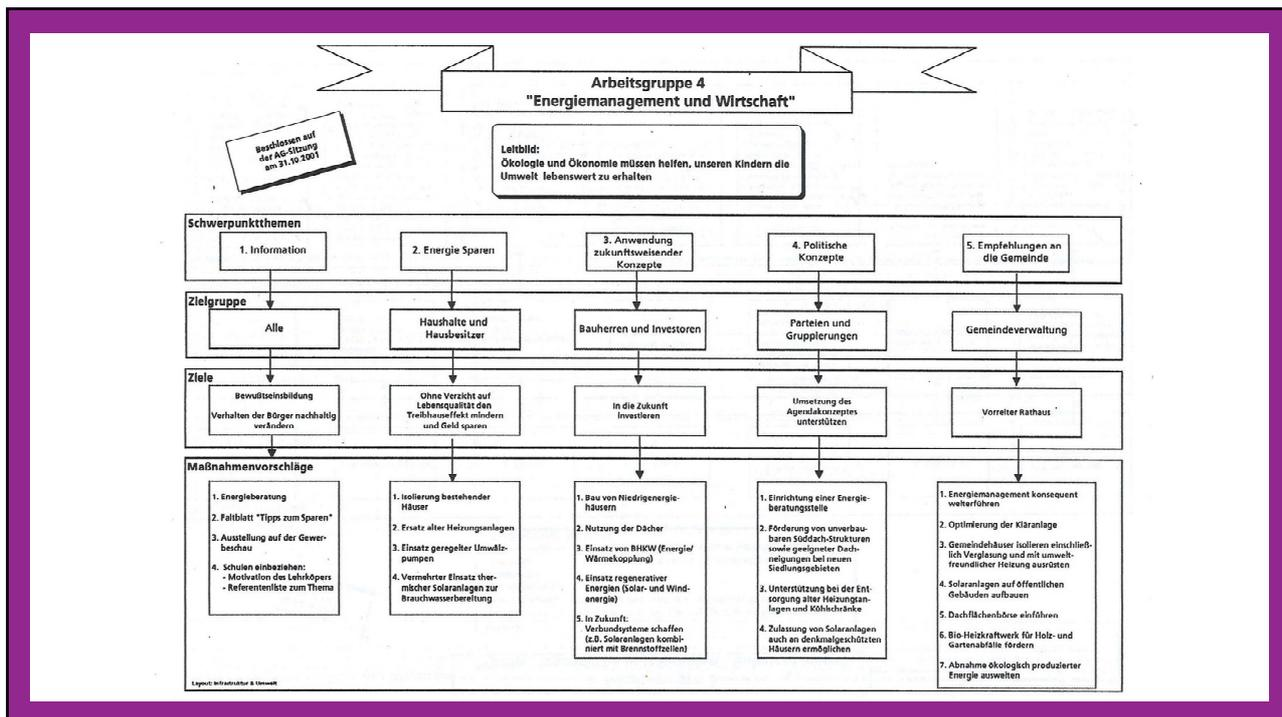 Arbeitsgruppe 4
"Energiemanagement und Wirtschaft"
Beschlossen auf
der AG-Sitzung
am 31.10.2001
Leitbild:
Ökologie und Ökonomie müssen helfen, unseren Kindern die
Umwelt lebenswert zu erhalten
Schwerpunktthemen
1. Information
2. Energie Sparen
3. Anwendung
zukunftsweisender
Konzepte
4. Politische
Konzepte
5. Empfehlungen an
die Gemeinde
Zielgruppe
Alle
Haushalte und
Hausbesitzer
Bauherren und Investoren
Parteien und
Gruppierungen
Gemeindeverwaltung
Ziele
Bewußtseinsbildung
Verhalten der Bürger nachhaltig
verändern
Ohne Verzicht auf
Lebensqualität den
Treibhauseffekt mindern
und Geld sparen
In die Zukunft
investieren
Umsetzung des
Agendakonzeptes
unterstützen
Vorreiter Rathaus
Maßnahmenvorschläge
1. Energieberatung
2. Faltblatt "Tipps zum Sparen"
3. Ausstellung auf der Gewer-
beschau
4. Schulen einbeziehen:
- Motivation des Lehrköpers
- Referentenliste zum Thema
1. Isolierung bestehender
Häuser
2. Ersatz alter Heizungsanlagen
3. Einsatz geregelter Umwälz-
pumpen
4. Vermehrter Einsatz ther-
mischer Solaranlagen zur
Brauchwasserbereitung
1. Bau von Niedrigenergie-
häusern
2. Nutzung der Dächer
3. Einsatz von BHKW (Energie/
Wärmekopplung)
4. Einsatz regenerativer
Energien (Solar- und Wind-
energie)
5. In Zukunft:
Verbundsysteme schaffen
(z.B. Solaranlagen kombi-
niert mit Brennstoffzellen)
1. Einrichtung einer Energie-
beratungsstelle
2. Förderung von unverbau-
baren Süddach-Strukturen
sowie geeigneter Dach-
neigungen bei neuen
Siedlungsgebieten
3. Unterstützung bei der Ent-
sorgung alter Heizungsan-
lagen und Kühlschränke
4. Zulassung von Solaranlagen
auch an denkmalgeschützten
Häusern ermöglichen
1. Energiemanagement konsequent
weiterführen
2. Optimierung der Kläranlage
3. Gemeindehäuser isolieren einschließ-
lich Verglasung und mit umwelt-
freundlicher Heizung ausrüsten
4. Solaranlagen auf öffentlichen
Gebäuden aufbauen
5. Dachflächenbörse einführen
6. Bio-Heizkraftwerk für Holz- und
Gartenabfälle fördern
7. Abnahme ökologisch produzierter
Energie ausweiten
Layout: Infrastruktur & Umwelt